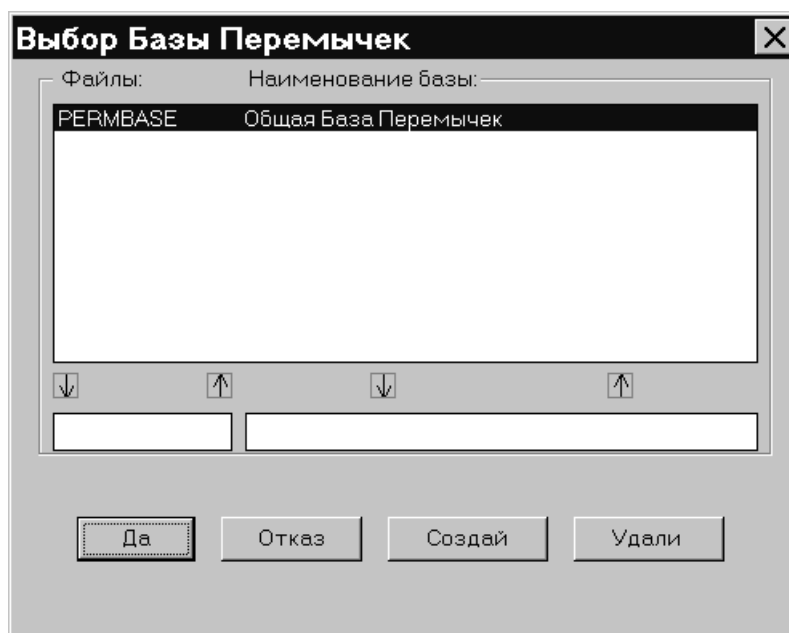 Выбор Базы Перемычек
Файлы: Наименование базы:
PERMBASE Общая База Перемычек
Да Отказ Создай Удали